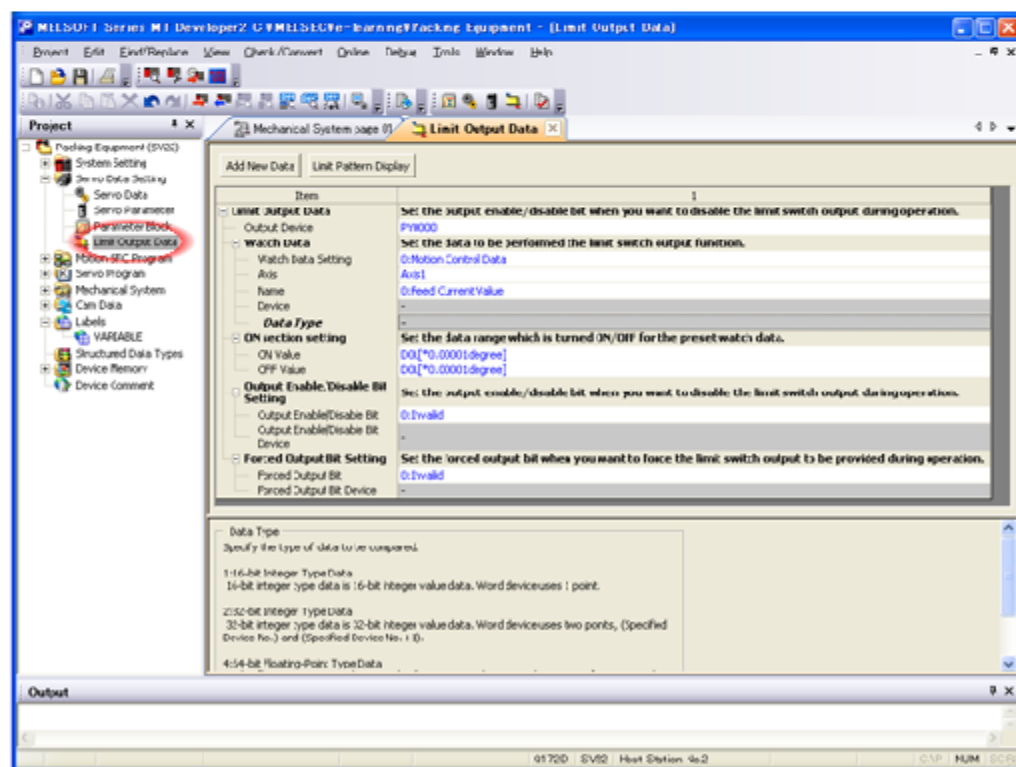 MELSOFT Series MT Developer2 - [Limit Output Data]
Project Edit Find/Replace View Check/Convert Online Debug Tools Window Help
Project
Mechanical System page
Limit Output Data
Packing Equipment (SV22)
System Setting
Servo Data Setting
Servo Data
Servo Parameter
Parameter Block
Limit Output Data
Motion SFC Program
Servo Program
Mechanical System
Cam Data
Labels
VARIABLE
Structured Data Types
Device Memory
Device Comment
Add New Data Limit Pattern Display
Item 1
Limit Output Data Set the output enable/disable bit when you want to disable the limit switch output during operation.
Output Device PY0000
Watch Data Set the data to be performed the limit switch output function.
Watch Data Setting 0:Motion Control Data
Axis Axis1
Name 0:Feed Current Value
Device -
Data Type -
ON section setting Set the data range which is turned ON/OFF for the preset watch data.
ON Value [*0.00001degree]
OFF Value [*0.00001degree]
Output Enable/Disable Bit Setting Set the output enable/disable bit when you want to disable the limit switch output during operation.
Output Enable/Disable Bit 0:Invalid
Output Enable/Disable Bit Device -
Forced Output Bit Setting Set the forced output bit when you want to force the limit switch output to be provided during operation.
Forced Output Bit 0:Invalid
Forced Output Bit Device -
Data Type
Specify the type of data to be compared.
1:16-bit Integer Type Data
16-bit integer type data is 16-bit integer value data. Word device uses 1 point.
2:32-bit Integer Type Data
32-bit integer type data is 32-bit integer value data. Word device uses two points, (Specified
Device No.) and (Specified Device No.+1).
4:64-bit Floating-Point Type Data
Output
Q172D SV22 Host Station No.2 CAP NUM SCRL